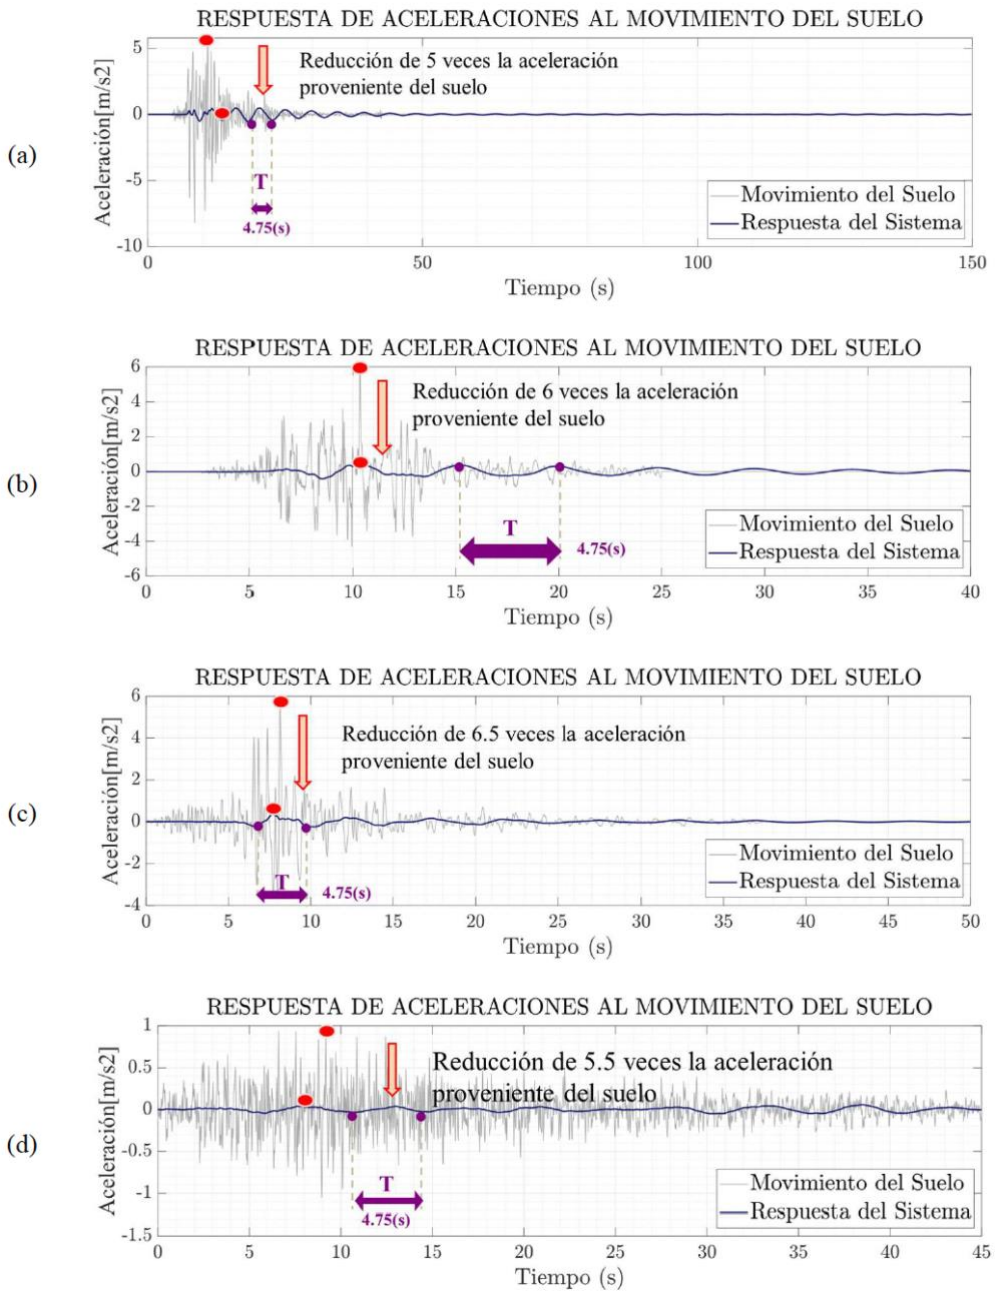 RESPUESTA DE ACELERACIONES AL MOVIMIENTO DEL SUELO
5
0
-5
-10
Aceleración[m/s2]
(a)
Reducción de 5 veces la aceleración
proveniente del suelo
T
4.75(s)
Movimiento del Suelo
Respuesta del Sistema
0
50
100
150
Tiempo (s)
RESPUESTA DE ACELERACIONES AL MOVIMIENTO DEL SUELO
6
4
2
0
-2
-4
-6
Aceleración[m/s2]
(b)
Reducción de 6 veces la aceleración
proveniente del suelo
T
4.75(s)
Movimiento del Suelo
Respuesta del Sistema
0
5
10
15
20
25
30
35
40
Tiempo (s)
RESPUESTA DE ACELERACIONES AL MOVIMIENTO DEL SUELO
6
4
2
0
-2
-4
Aceleración[m/s2]
(c)
Reducción de 6.5 veces la aceleración
proveniente del suelo
T
4.75(s)
Movimiento del Suelo
Respuesta del Sistema
0
5
10
15
20
25
30
35
40
45
50
Tiempo (s)
RESPUESTA DE ACELERACIONES AL MOVIMIENTO DEL SUELO
1
0.5
0
-0.5
-1
-1.5
Aceleración[m/s2]
(d)
Reducción de 5.5 veces la aceleración
proveniente del suelo
T
4.75(s)
Movimiento del Suelo
Respuesta del Sistema
0
5
10
15
20
25
30
35
40
45
Tiempo (s)